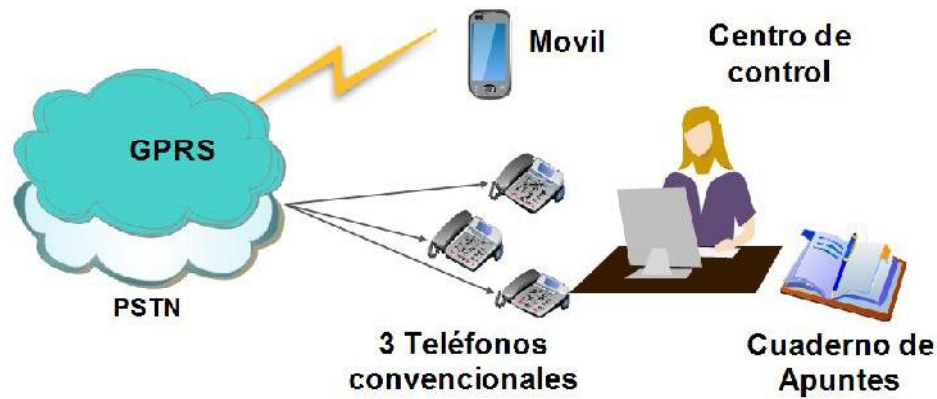 Movil
Centro de
control
GPRS
PSTN
3 Teléfonos
convencionales
Cuaderno de
Apuntes